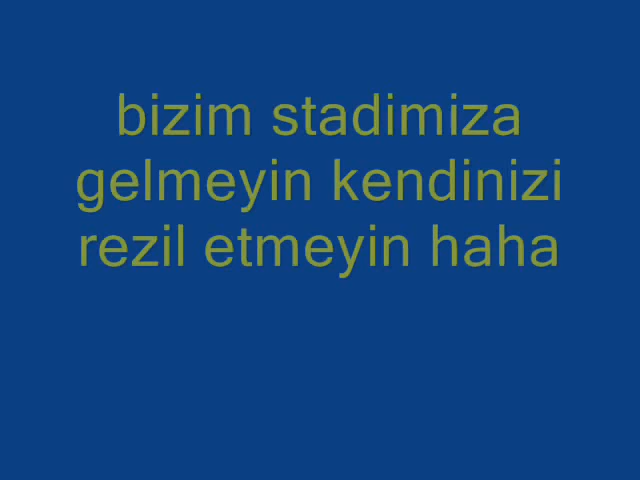 bizim stadimiza
gelmeyin kendinizi
rezil etmeyin haha